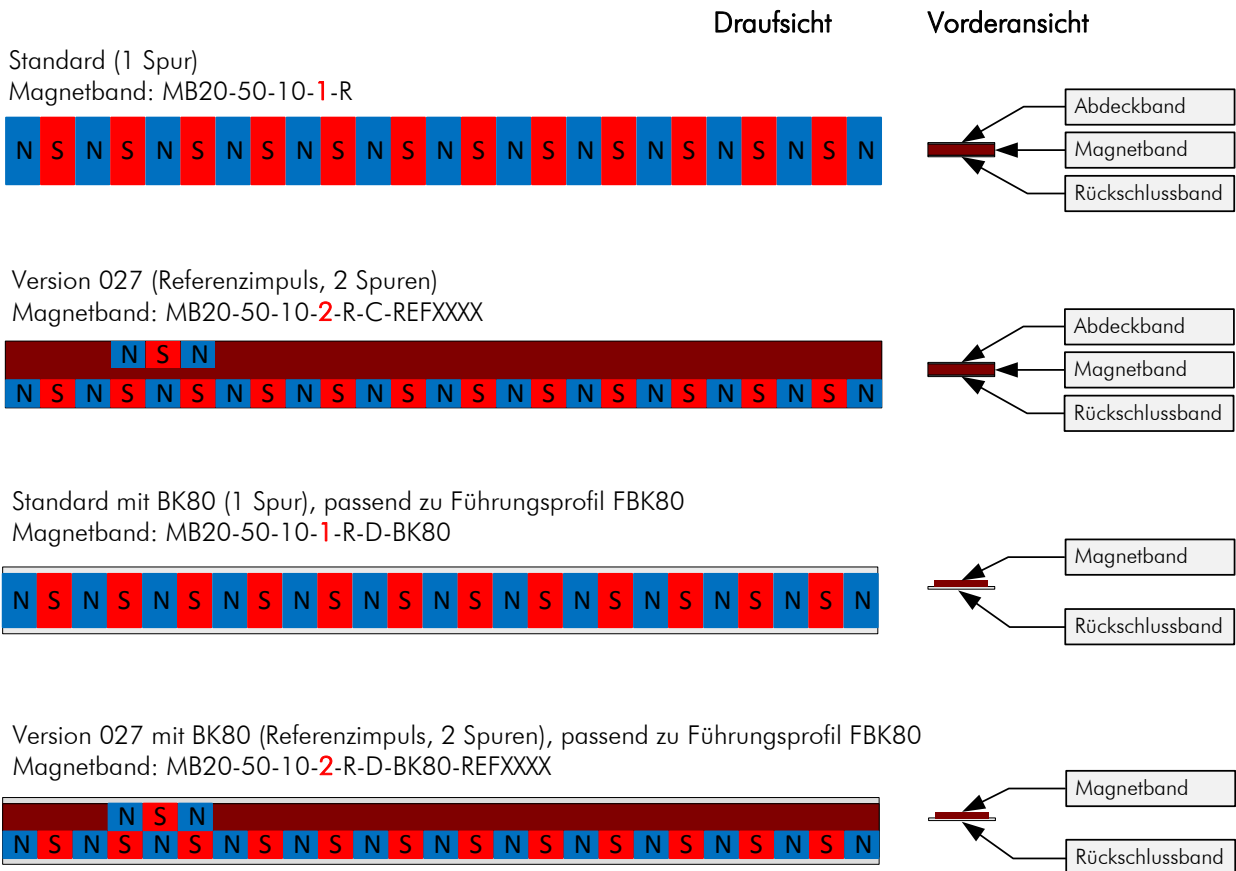 Draufsicht Vorderansicht
Standard (1 Spur)
Magnetband: MB20-50-10-1-R
Abdeckband
N S N S N S N S N S N S N S N S N S N S N S N S N
Magnetband
Rückschlussband
Version 027 (Referenzimpuls, 2 Spuren)
Magnetband: MB20-50-10-2-R-C-REFXXXX
Abdeckband
N S N
Magnetband
N S N S N S N S N S N S N S N S N S N S N S N S N
Rückschlussband
Standard mit BK80 (1 Spur), passend zu Führungsprofil FBK80
Magnetband: MB20-50-10-1-R-D-BK80
Magnetband
N S N S N S N S N S N S N S N S N S N S N S N S N
Rückschlussband
Version 027 mit BK80 (Referenzimpuls, 2 Spuren), passend zu Führungsprofil FBK80
Magnetband: MB20-50-10-2-R-D-BK80-REFXXXX
Magnetband
N S N
N S N S N S N S N S N S N S N S N S N S N S N S N
Rückschlussband